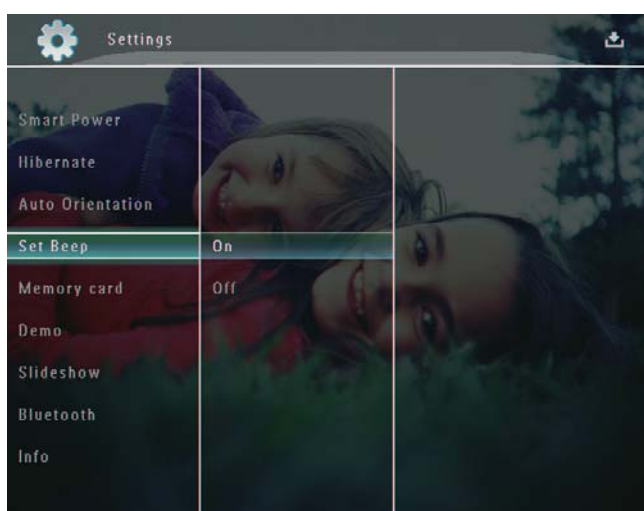 Settings
Smart Power
Hibernate
Auto Orientation
Set Beep
On
Memory card
Off
Demo
Slideshow
Bluetooth
Info